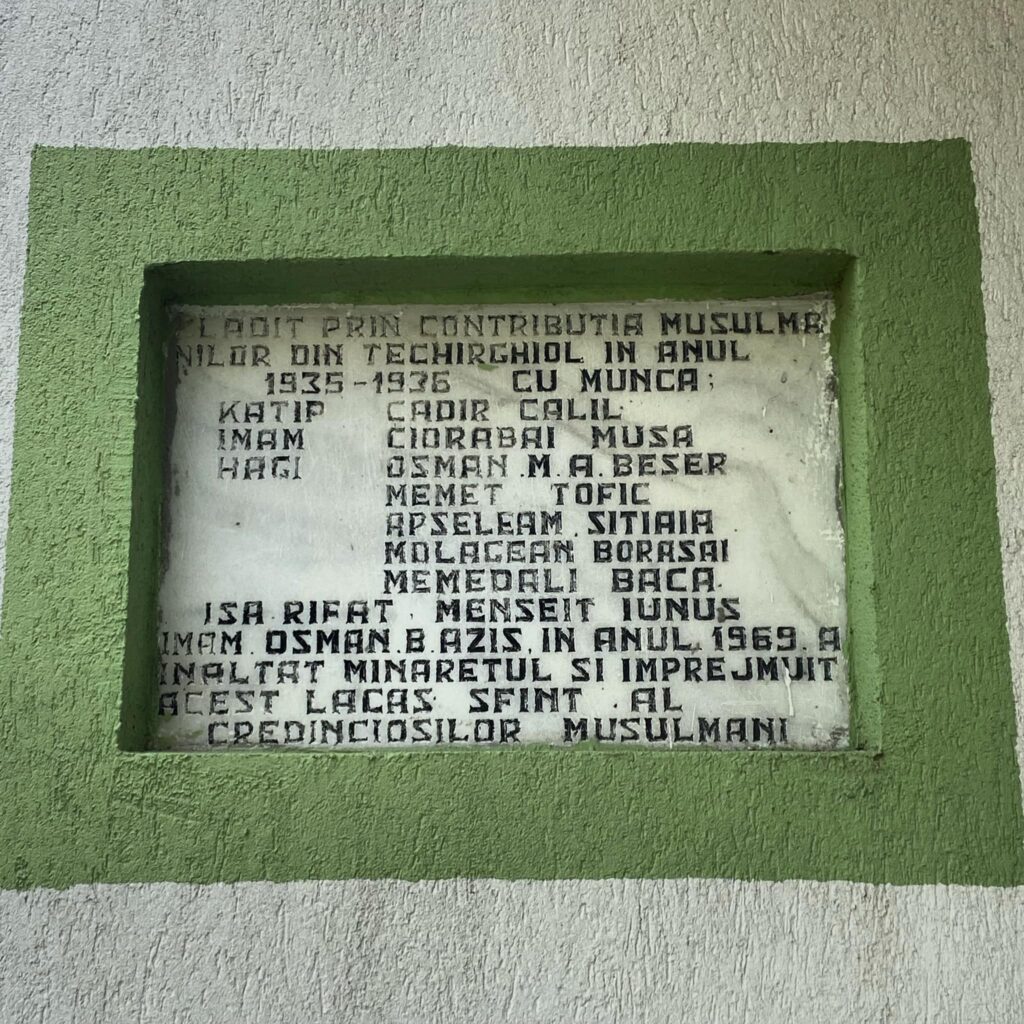 CLADIT PRIN CONTRIBUTIA MUSULMA
NILOR DIN TECHIRGHIOL IN ANUL
1935-1936 CU MUNCA:
KATIP CADIR CALIL
IMAM CIORABAI MUSA
HAGI OSMAN.M.A.BESER
MEMET TOFIC
APSELEAM.SITIAIA
MOLAGEAN BORASAI
MEMEDALI BACA.
ISA.RIFAT. MENSEIT IUNUS
IMAM.OSMAN.B.AZIS.IN ANUL.1969.A
INALTAT MINARETUL SI IMPREJMUIT
ACEST LACAS SFINT AL
CREDINCIOSILOR MUSULMANI